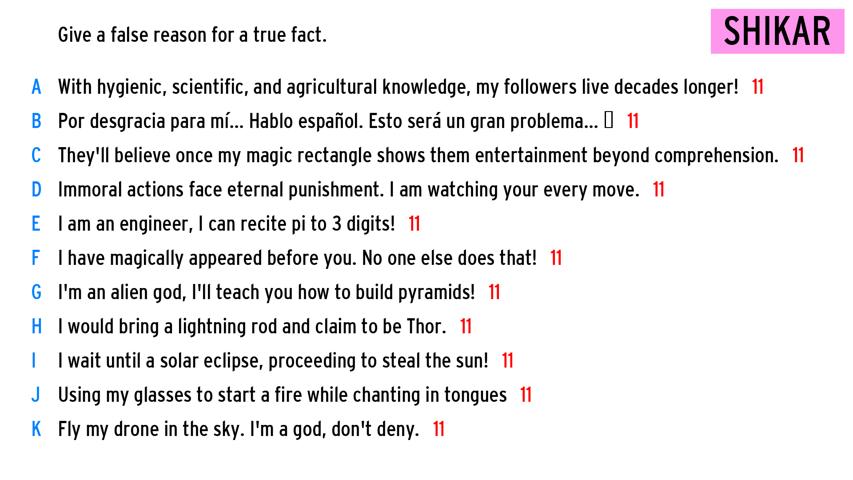 Give a false reason for a true fact.
SHIKAR
A With hygienic, scientific, and agricultural knowledge, my followers live decades longer! 11
B Por desgracia para mí... Hablo español. Esto será un gran problema... 11
C They'll believe once my magic rectangle shows them entertainment beyond comprehension. 11
D Immoral actions face eternal punishment. I am watching your every move. 11
E I am an engineer, I can recite pi to 3 digits! 11
F I have magically appeared before you. No one else does that! 11
G I'm an alien god, I'll teach you how to build pyramids! 11
H I would bring a lightning rod and claim to be Thor. 11
I I wait until a solar eclipse, proceeding to steal the sun! 11
J Using my glasses to start a fire while chanting in tongues 11
K Fly my drone in the sky. I'm a god, don't deny. 11